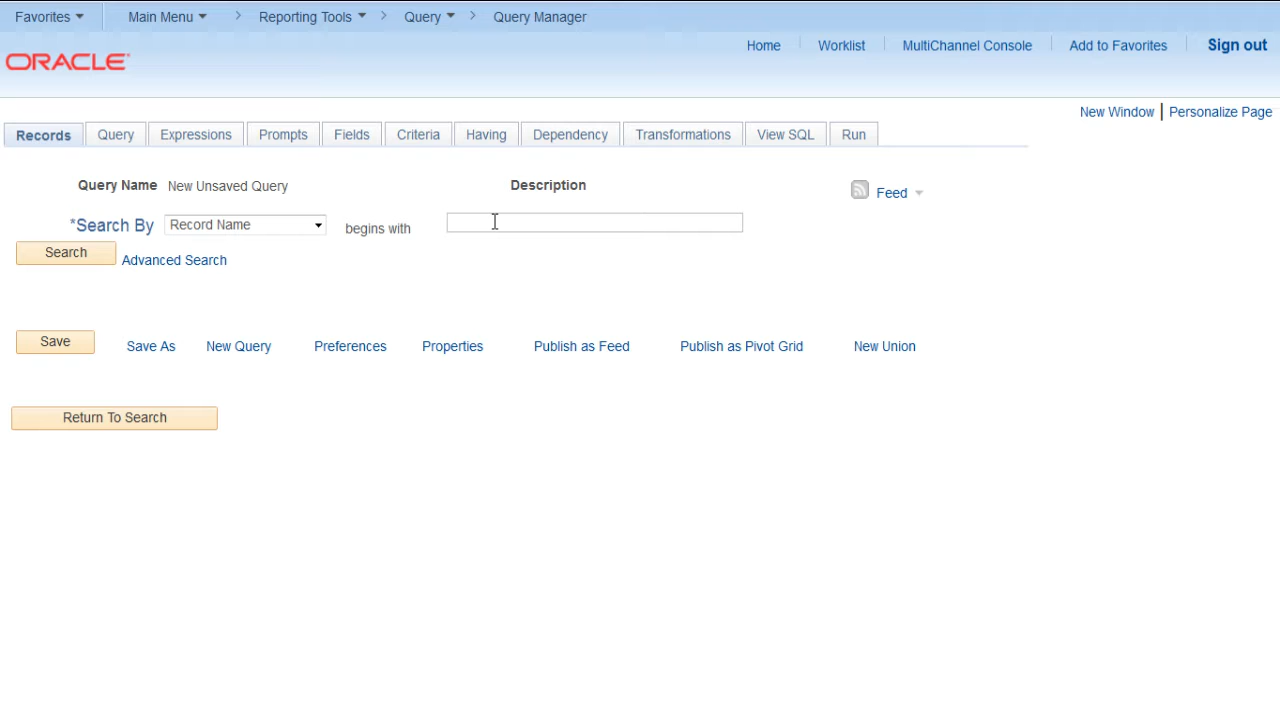 Favorites Main Menu > Reporting Tools > Query > Query Manager
ORACLE
Home Worklist MultiChannel Console Add to Favorites Sign out
New Window | Personalize Page
Records Query Expressions Prompts Fields Criteria Having Dependency Transformations View SQL Run
Query Name New Unsaved Query Description
Feed
*Search By Record Name begins with
Search Advanced Search
Save Save As New Query Preferences Properties Publish as Feed Publish as Pivot Grid New Union
Return To Search